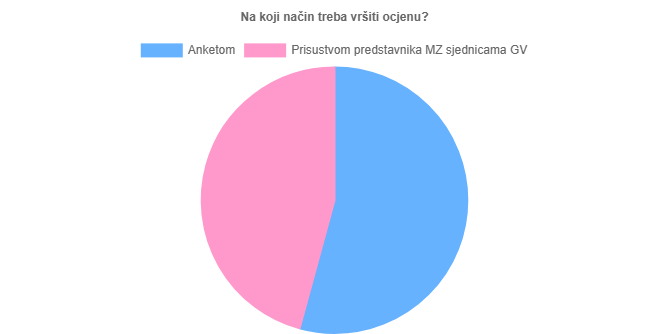 Na koji način treba vršiti ocjenu?
Anketom Prisustvom predstavnika MZ sjednicama GV